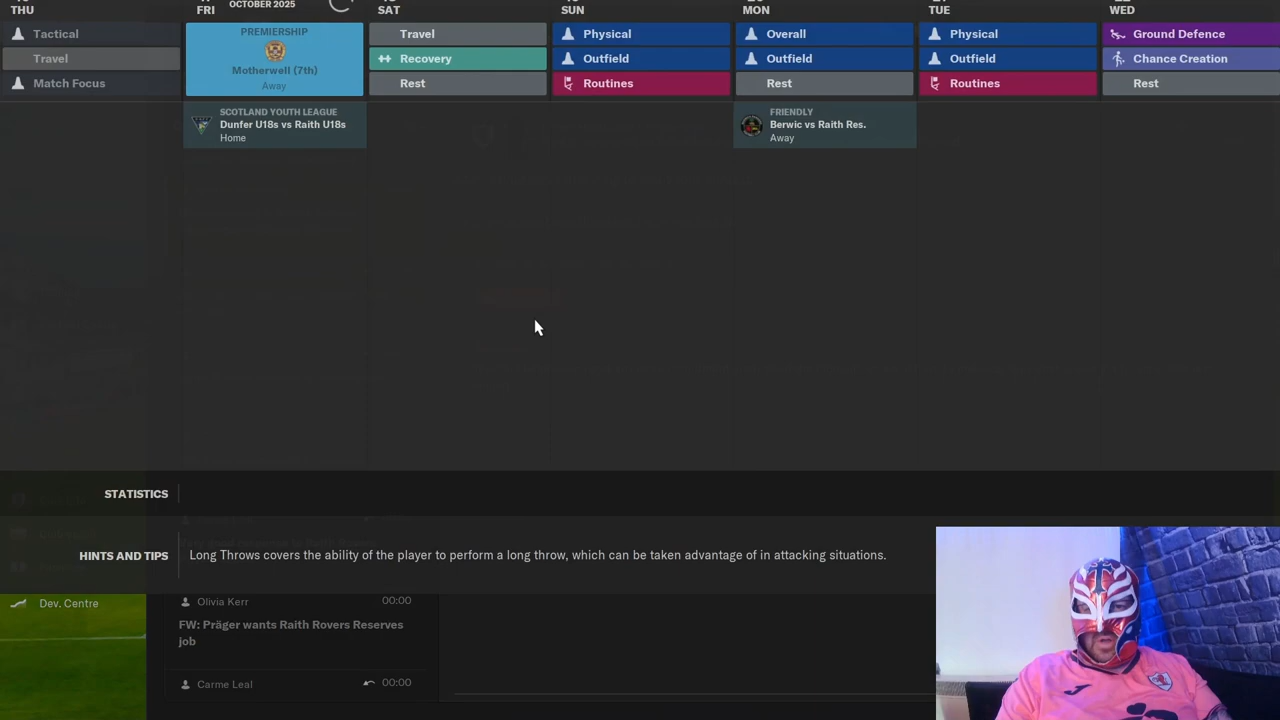 OCTOBER 2025
THU
FRI
SAT
SUN
MON
TUE
WED
Tactical
Travel
Match Focus
PREMIERSHIP
Motherwell (7th)
Away
Travel
Recovery
Rest
Physical
Outfield
Routines
Overall
Outfield
Rest
Physical
Outfield
Routines
Ground Defence
Chance Creation
Rest
SCOTLAND YOUTH LEAGUE
Dunfer U18s vs Raith U18s
Home
FRIENDLY
Berwic vs Raith Res.
Away
STATISTICS
HINTS AND TIPS
Long Throws covers the ability of the player to perform a long throw, which can be taken advantage of in attacking situations.
Dev. Centre
Olivia Kerr
00:00
FW: Präger wants Raith Rovers Reserves
job
Carme Leal
00:00